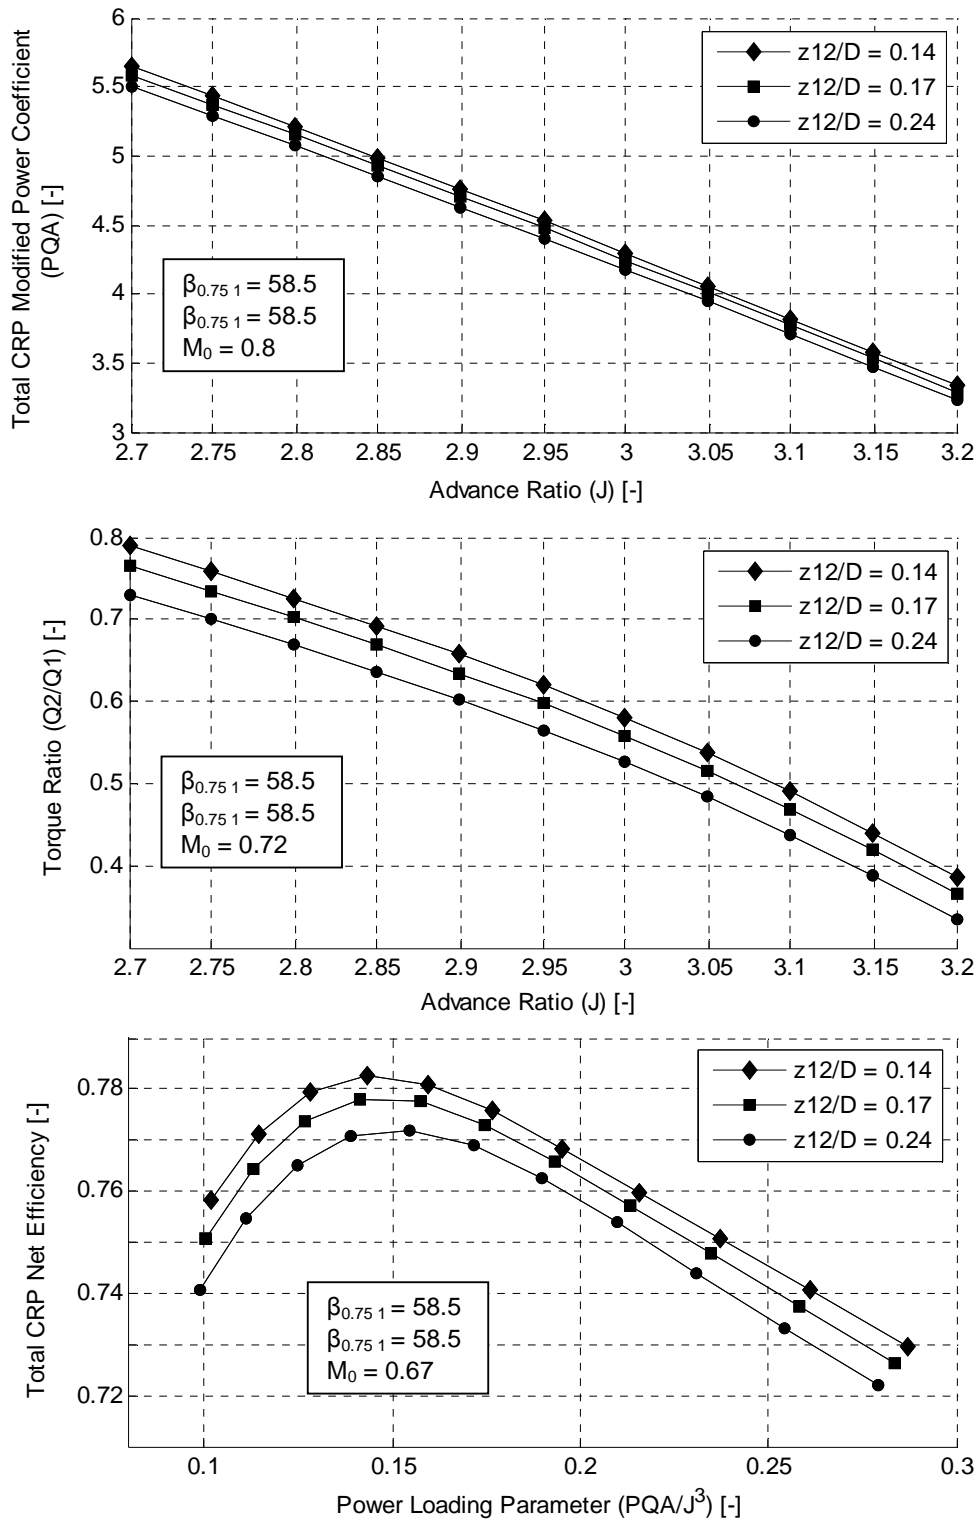 Total CRP Modified Power Coefficient
(PQA) [-]
6
5.5
5
4.5
4
3.5
3
z12/D = 0.14
z12/D = 0.17
z12/D = 0.24
β0.75 1 = 58.5
β0.75 1 = 58.5
M0 = 0.8
2.7 2.75 2.8 2.85 2.9 2.95 3 3.05 3.1 3.15 3.2
Advance Ratio (J) [-]
Torque Ratio (Q2/Q1) [-]
0.8
0.7
0.6
0.5
0.4
z12/D = 0.14
z12/D = 0.17
z12/D = 0.24
β0.75 1 = 58.5
β0.75 1 = 58.5
M0 = 0.72
2.7 2.75 2.8 2.85 2.9 2.95 3 3.05 3.1 3.15 3.2
Advance Ratio (J) [-]
Total CRP Net Efficiency [-]
0.78
0.76
0.74
0.72
z12/D = 0.14
z12/D = 0.17
z12/D = 0.24
β0.75 1 = 58.5
β0.75 1 = 58.5
M0 = 0.67
0.1 0.15 0.2 0.25 0.3
Power Loading Parameter (PQA/J^3) [-]